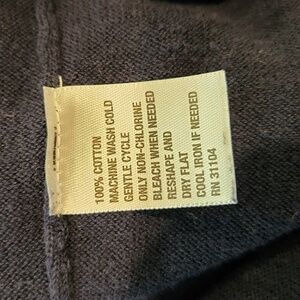 100% COTTON
MACHINE WASH COLD
GENTLE CYCLE
ONLY NON-CHLORINE
BLEACH WHEN NEEDED
RESHAPE AND
DRY FLAT
COOL IRON IF NEEDED
RN 31104